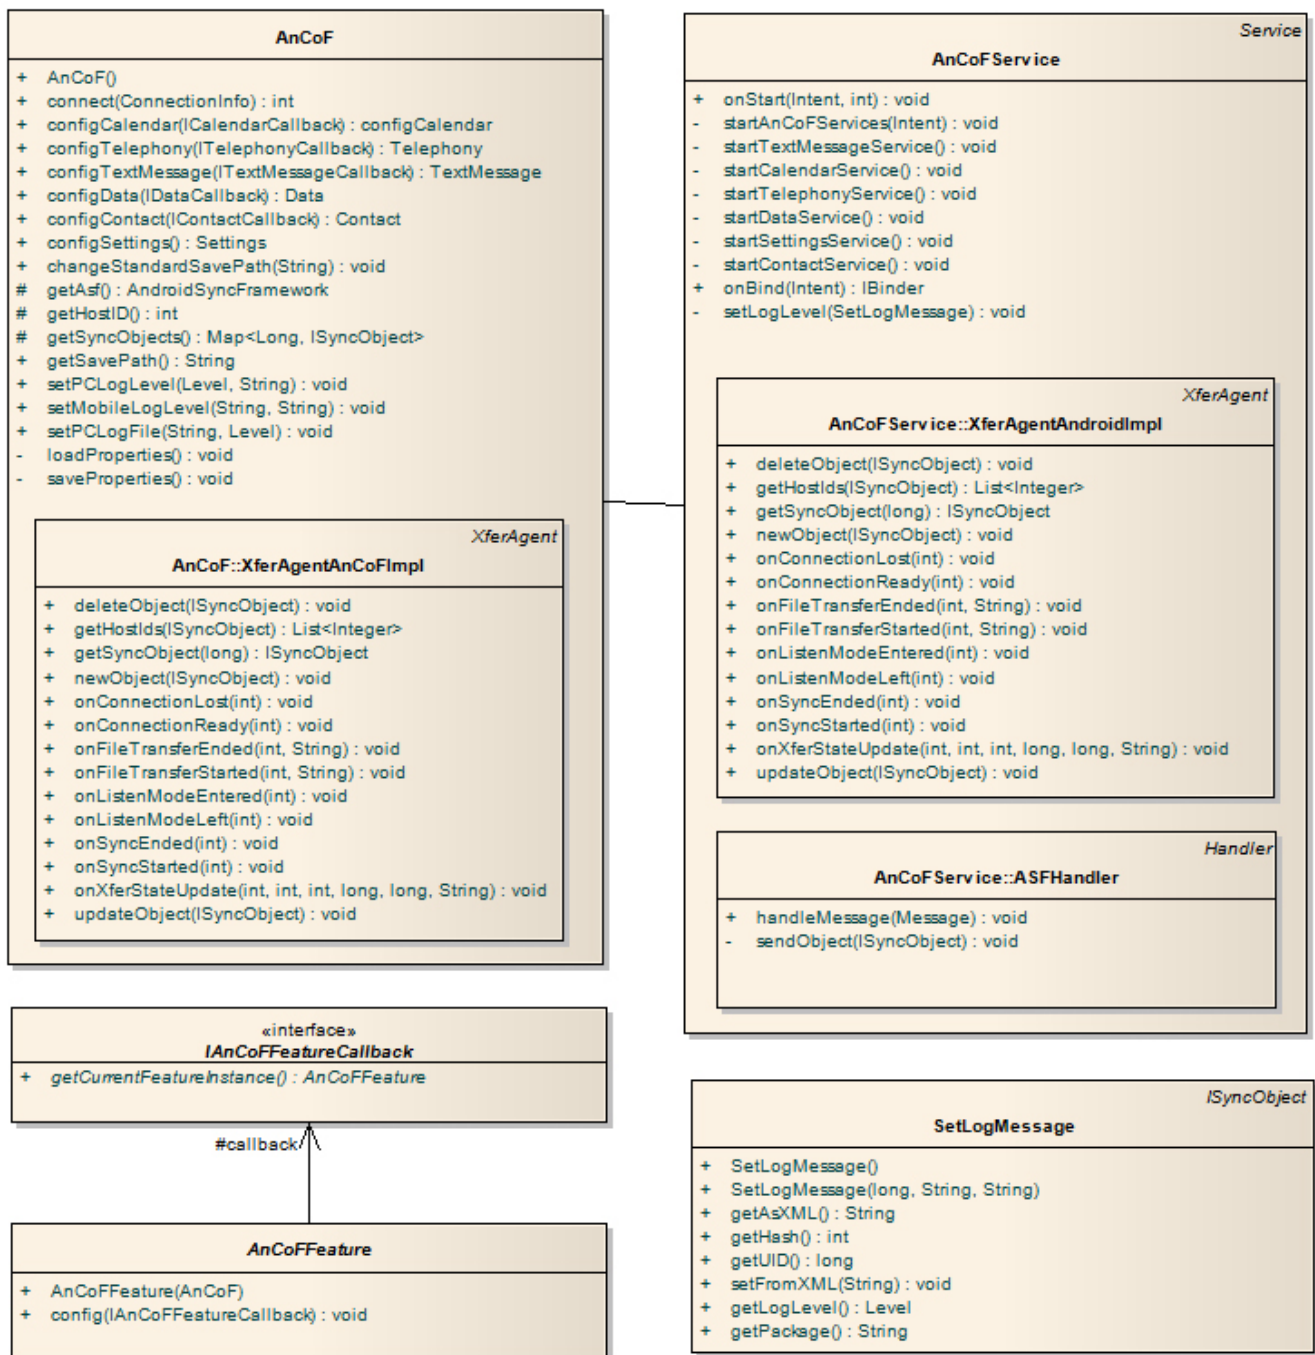 AnCoF
+ AnCoF()
+ connect(ConnectionInfo) : int
+ configCalendar(ICalendarCallback) : configCalendar
+ configTelephony(ITelephonyCallback) : Telephony
+ configTextMessage(ITextMessageCallback) : TextMessage
+ configData(IDataCallback) : Data
+ configContact(IContactCallback) : Contact
+ configSettings() : Settings
+ changeStandardSavePath(String) : void
# getAsf() : AndroidSyncFramework
# getHostID() : int
# getSyncObjects() : Map<Long, ISyncObject>
+ getSavePath() : String
+ setPCLogLevel(Level, String) : void
+ setMobileLogLevel(String, String) : void
+ setPCLogFile(String, Level) : void
- loadProperties() : void
- saveProperties() : void
XferAgent
AnCoF::XferAgentAnCoFImpl
+ deleteObject(ISyncObject) : void
+ getHostIds(ISyncObject) : List<Integer>
+ getSyncObject(long) : ISyncObject
+ newObject(ISyncObject) : void
+ onConnectionLost(int) : void
+ onConnectionReady(int) : void
+ onFileTransferEnded(int, String) : void
+ onFileTransferStarted(int, String) : void
+ onListenModeEntered(int) : void
+ onListenModeLeft(int) : void
+ onSyncEnded(int) : void
+ onSyncStarted(int) : void
+ onXferStateUpdate(int, int, int, long, long, String) : void
+ updateObject(ISyncObject) : void
Service
AnCoFService
+ onStart(Intent, int) : void
- startAnCoFServices(Intent) : void
- startTextMessageService() : void
- startCalendarService() : void
- startTelephonyService() : void
- startDataService() : void
- startSettingsService() : void
- startContactService() : void
+ onBind(Intent) : IBinder
- setLogLevel(SetLogMessage) : void
XferAgent
AnCoFService::XferAgentAndroidImpl
+ deleteObject(ISyncObject) : void
+ getHostIds(ISyncObject) : List<Integer>
+ getSyncObject(long) : ISyncObject
+ newObject(ISyncObject) : void
+ onConnectionLost(int) : void
+ onConnectionReady(int) : void
+ onFileTransferEnded(int, String) : void
+ onFileTransferStarted(int, String) : void
+ onListenModeEntered(int) : void
+ onListenModeLeft(int) : void
+ onSyncEnded(int) : void
+ onSyncStarted(int) : void
+ onXferStateUpdate(int, int, int, long, long, String) : void
+ updateObject(ISyncObject) : void
Handler
AnCoFService::ASFHandler
+ handleMessage(Message) : void
- sendObject(ISyncObject) : void
«interface»
IAnCoFFeatureCallback
+ getCurrentFeatureInstance() : AnCoFFeature
#callback
AnCoFFeature
+ AnCoFFeature(AnCoF)
+ config(IAnCoFFeatureCallback) : void
ISyncObject
SetLogMessage
+ SetLogMessage()
+ SetLogMessage(long, String, String)
+ getAsXML() : String
+ getHash() : int
+ getUID() : long
+ setFromXML(String) : void
+ getLogLevel() : Level
+ getPackage() : String